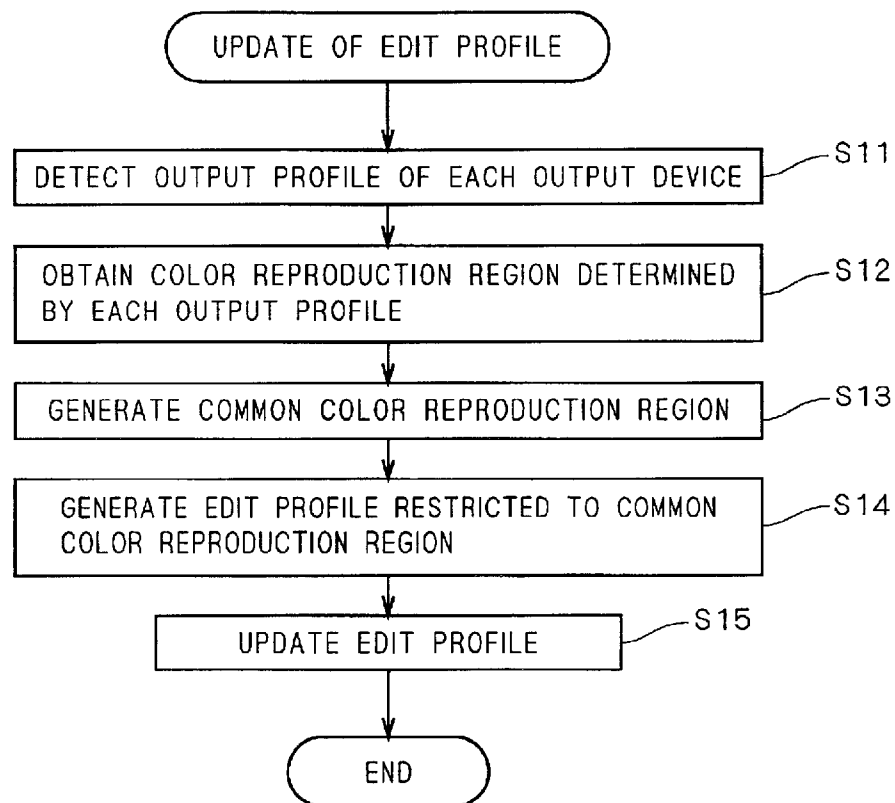 UPDATE OF EDIT PROFILE
DETECT OUTPUT PROFILE OF EACH OUTPUT DEVICE
S11
OBTAIN COLOR REPRODUCTION REGION DETERMINED
BY EACH OUTPUT PROFILE
S12
GENERATE COMMON COLOR REPRODUCTION REGION
S13
GENERATE EDIT PROFILE RESTRICTED TO COMMON
COLOR REPRODUCTION REGION
S14
UPDATE EDIT PROFILE
S15
END